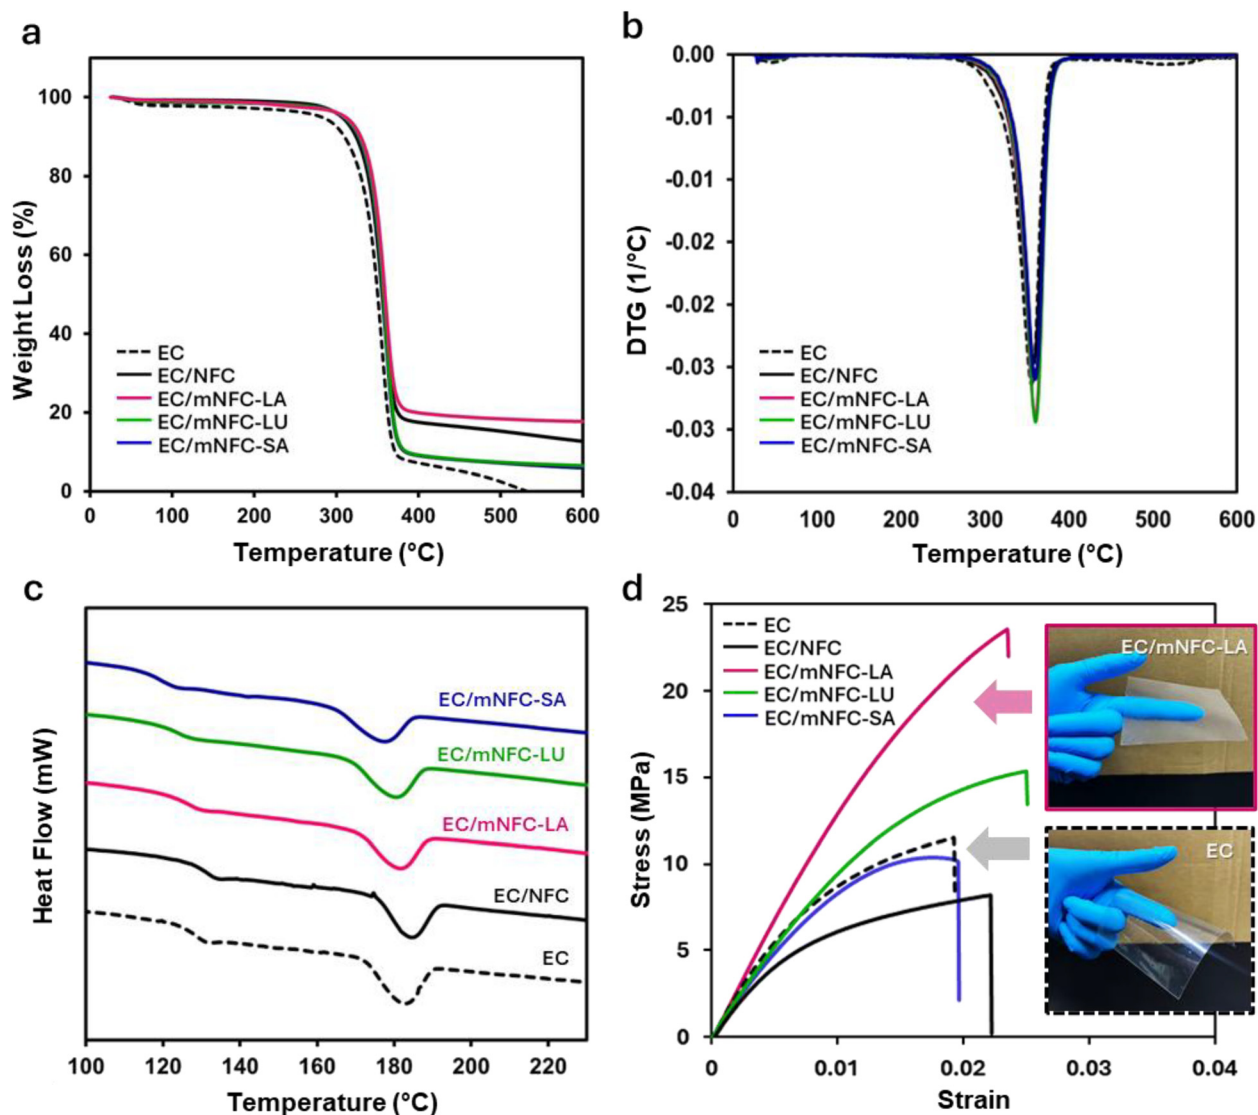 a
100
80
60
40
20
0
Weight Loss (%)
EC
EC/NFC
EC/mNFC-LA
EC/mNFC-LU
EC/mNFC-SA
0 100 200 300 400 500 600
Temperature (°C)
b
0.00
-0.01
-0.01
-0.02
-0.02
-0.03
-0.03
-0.04
DTG (1/°C)
EC
EC/NFC
EC/mNFC-LA
EC/mNFC-LU
EC/mNFC-SA
0 100 200 300 400 500 600
Temperature (°C)
c
Heat Flow (mW)
EC/mNFC-SA
EC/mNFC-LU
EC/mNFC-LA
EC/NFC
EC
100 120 140 160 180 200 220
Temperature (°C)
d
25
20
15
10
5
0
Stress (MPa)
EC
EC/NFC
EC/mNFC-LA
EC/mNFC-LU
EC/mNFC-SA
EC/mNFC-LA
EC
0 0.01 0.02 0.03 0.04
Strain